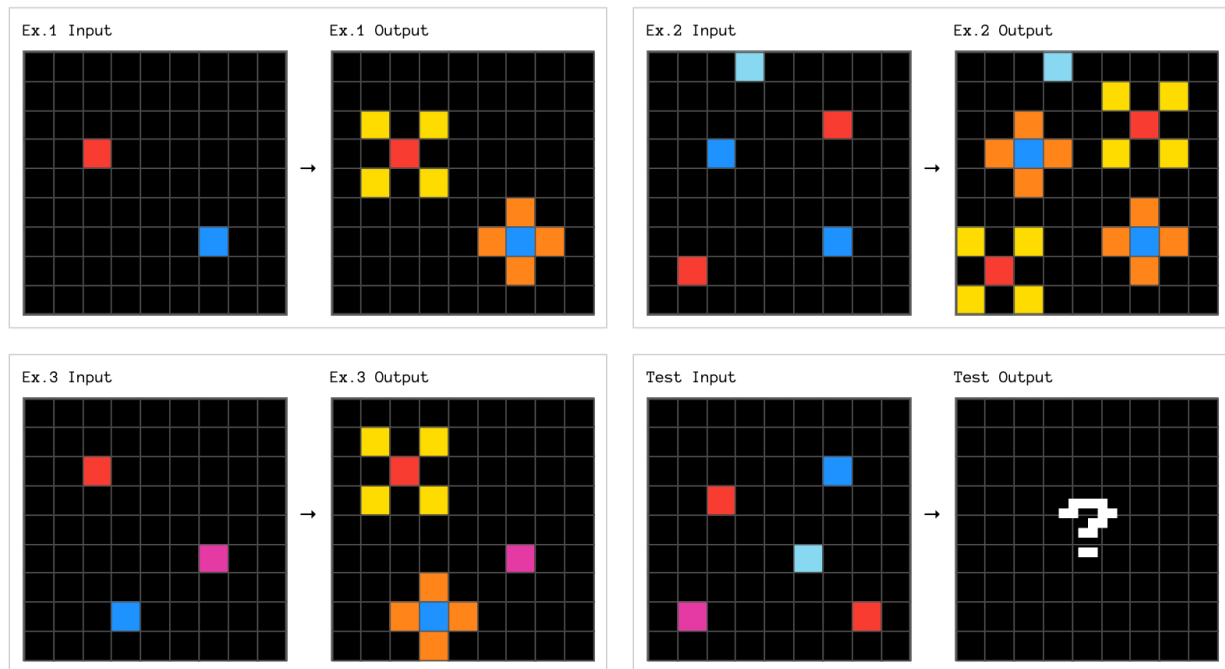 Ex.1 Input
Ex.1 Output
Ex.2 Input
Ex.2 Output
→
→
Ex.3 Input
Ex.3 Output
Test Input
Test Output
→
→
?